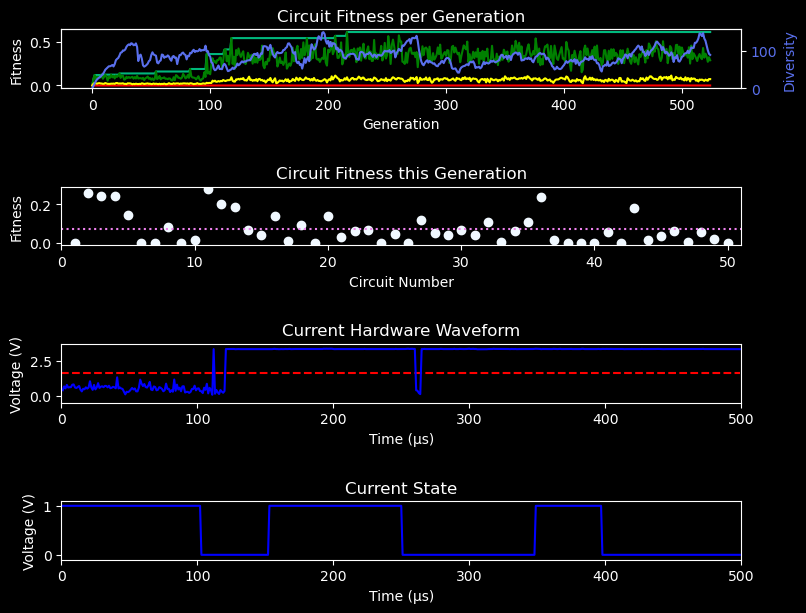 Circuit Fitness per Generation
Fitness
0.5
0.0
100
0
Diversity
0 100 200 300 400 500
Generation
Circuit Fitness this Generation
Fitness
0.2
0.0
0 10 20 30 40 50
Circuit Number
Current Hardware Waveform
Voltage (V)
2.5
0.0
0 100 200 300 400 500
Time (μs)
Current State
Voltage (V)
1
0
0 100 200 300 400 500
Time (μs)